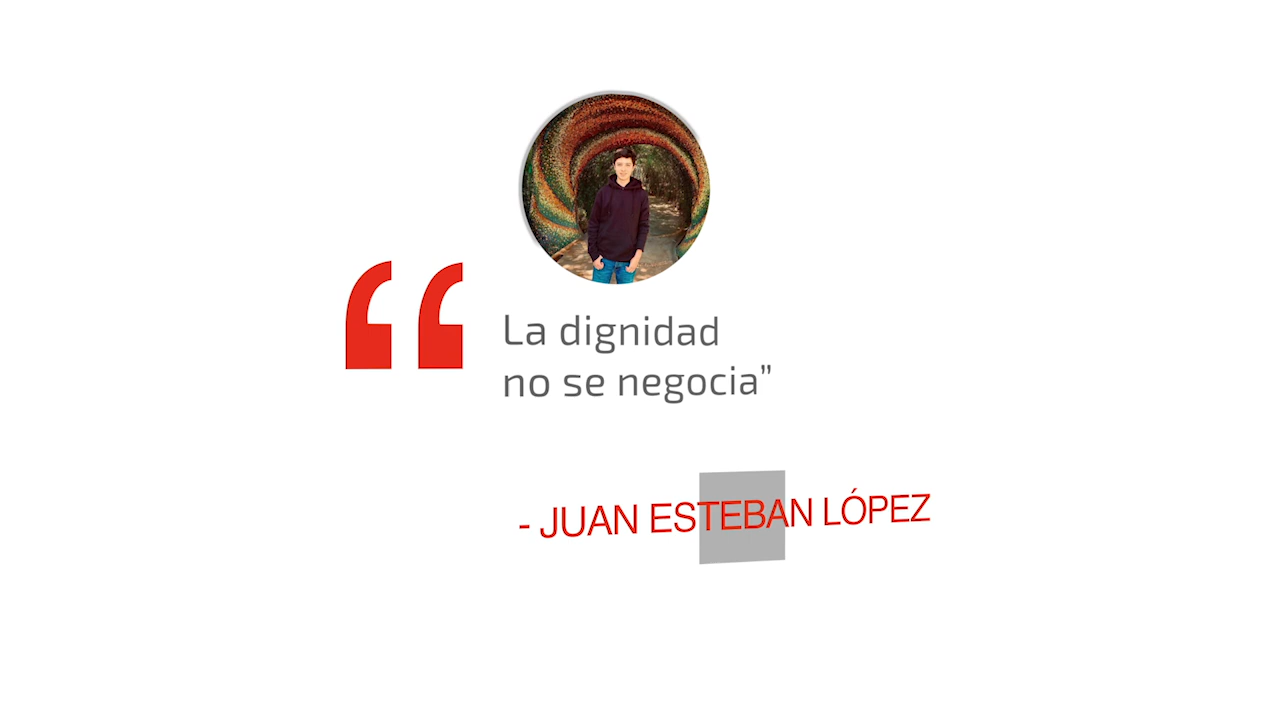 “La dignidad
no se negocia”
- JUAN ESTEBAN LÓPEZ